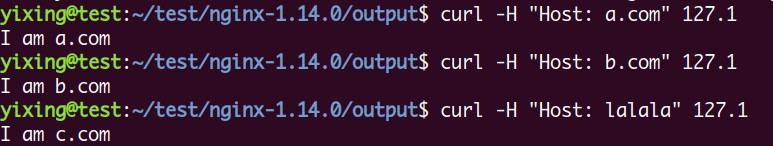 yixing@test:~/test/nginx-1.14.0/output$ curl -H "Host: a.com" 127.1
I am a.com
yixing@test:~/test/nginx-1.14.0/output$ curl -H "Host: b.com" 127.1
I am b.com
yixing@test:~/test/nginx-1.14.0/output$ curl -H "Host: lalala" 127.1
I am c.com